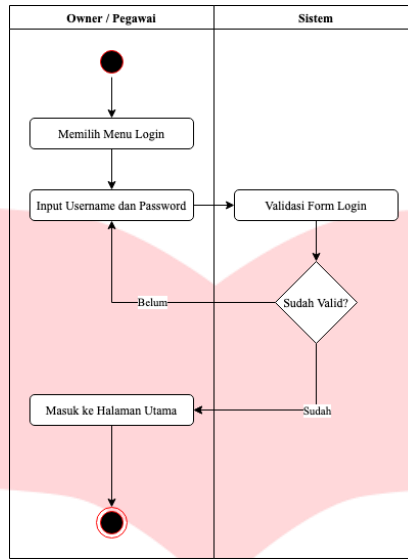 Owner / Pegawai
Sistem
Memilih Menu Login
Input Username dan Password
Validasi Form Login
Sudah Valid?
Belum
Sudah
Masuk ke Halaman Utama